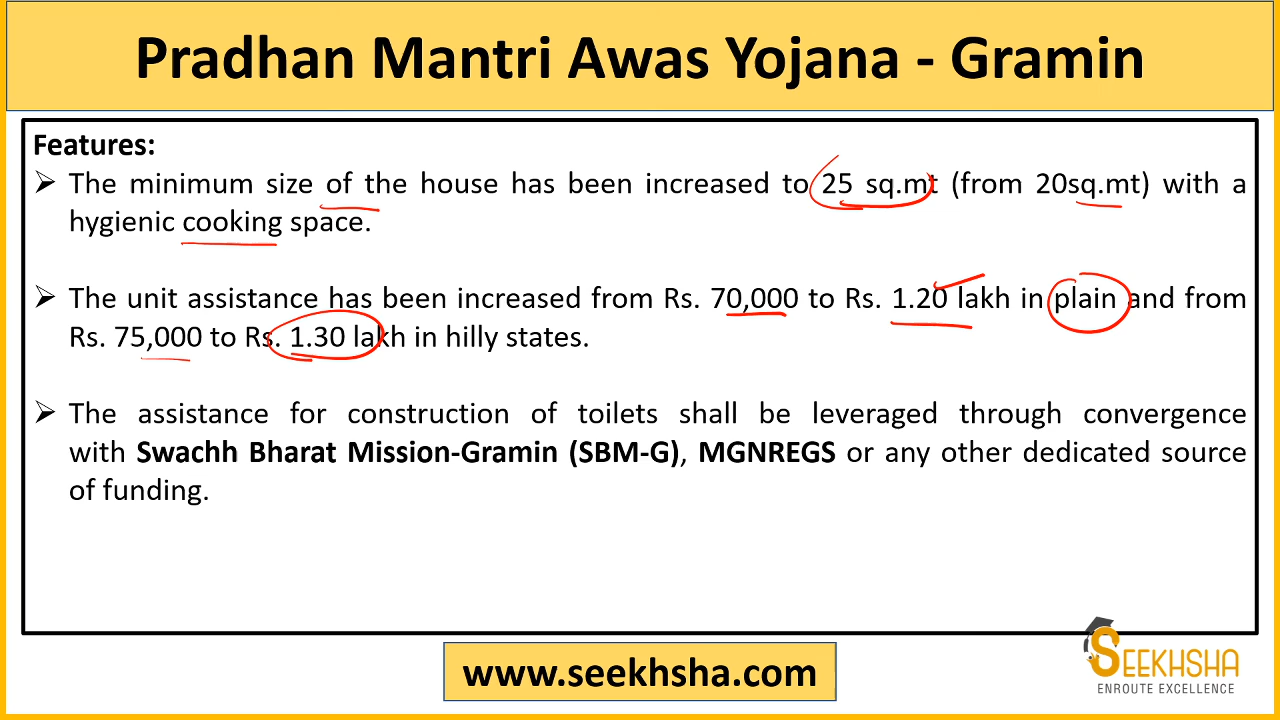 Pradhan Mantri Awas Yojana - Gramin
Features:
➢ The minimum size of the house has been increased to 25 sq.mt (from 20sq.mt) with a
hygienic cooking space.
➢ The unit assistance has been increased from Rs. 70,000 to Rs. 1.20 lakh in plain and from
Rs. 75,000 to Rs. 1.30 lakh in hilly states.
➢ The assistance for construction of toilets shall be leveraged through convergence
with Swachh Bharat Mission-Gramin (SBM-G), MGNREGS or any other dedicated source
of funding.
www.seekhsha.com
SEEKHSHA
ENROUTE EXCELLENCE